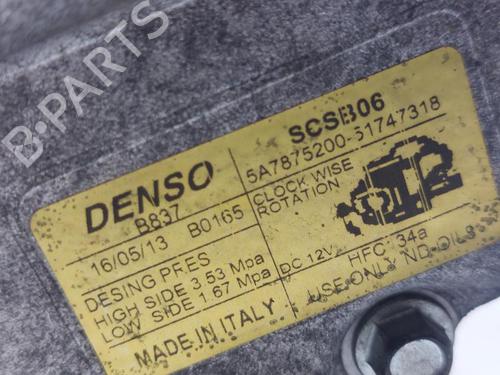 B-PARTS
DENSO
SCSB06
B837
5A7875200-51747318
16/05/13 B0165
CLOCK WISE
ROTATION
DESING PRES
HIGH SIDE 3.53 Mpa
LOW SIDE 1.67 Mpa
DC 12V
HFC 34a
MADE IN ITALY
USE ONLY ND-OIL8